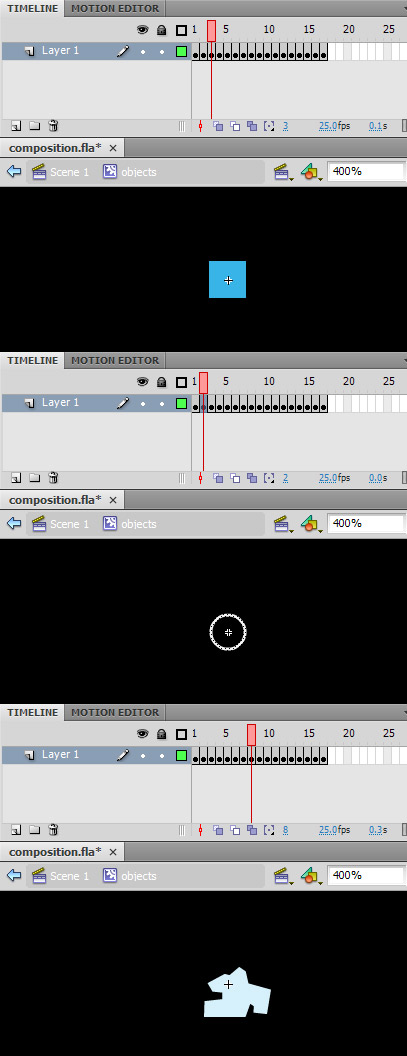 TIMELINE MOTION EDITOR
1 5 10 15 20 25
Layer 1
3 25.0fps 0.1s
composition.fla* ×
Scene 1 objects 400%
TIMELINE MOTION EDITOR
1 5 10 15 20 25
Layer 1
2 25.0fps 0.0s
composition.fla* ×
Scene 1 objects 400%
TIMELINE MOTION EDITOR
1 5 10 15 20 25
Layer 1
8 25.0fps 0.3s
composition.fla* ×
Scene 1 objects 400%